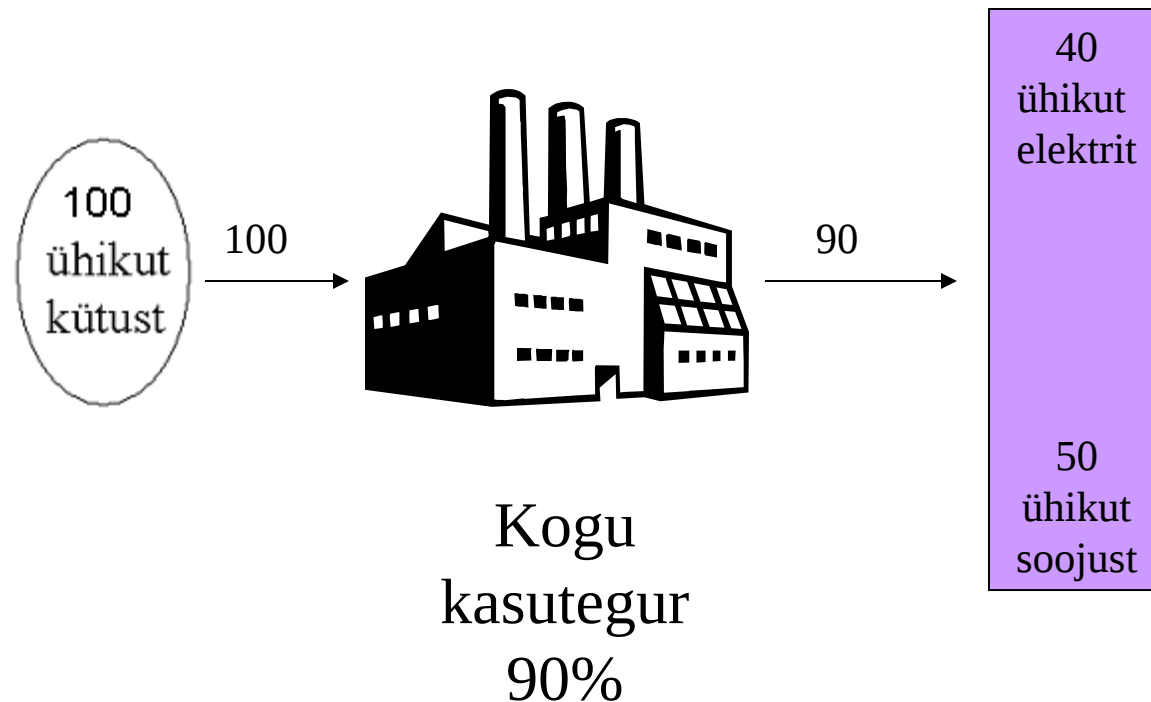 100
ühikut
kütust
100
90
40
ühikut
elektrit
50
ühikut
soojust
Kogu
kasutegur
90%